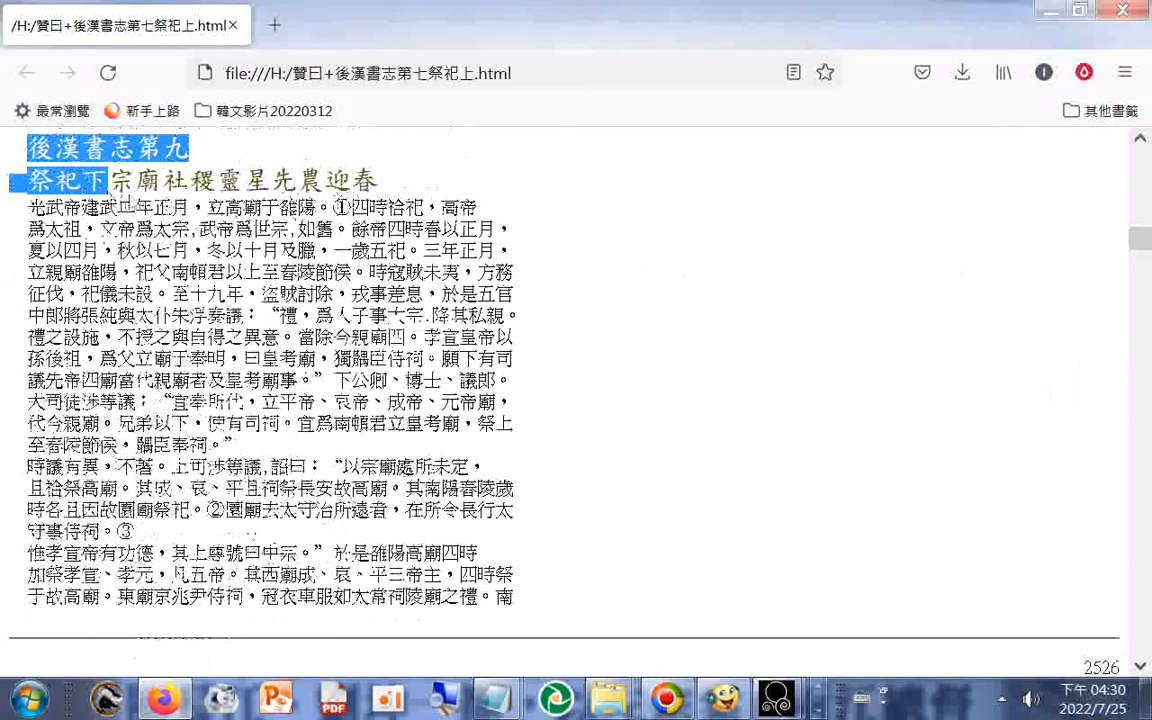 /H:/贊曰+後漢書志第七祭祀上.html×
file:///H:/贊曰+後漢書志第七祭祀上.html
最常瀏覽 新手上路 韓文影片20220312 其他書籤
後漢書志第九
祭祀下宗廟社稷靈星先農迎春
光武帝建武二年正月，立高廟于雒陽。①四時祫祀，高帝
爲太祖，文帝爲太宗,武帝爲世宗,如舊。餘帝四時春以正月，
夏以四月，秋以七月，冬以十月及臘，一歲五祀。三年正月，
立親廟雒陽，祀父南頓君以上至舂陵節侯。時寇賊未夷，方務
征伐，祀儀未設。至十九年，盜賊討除，戎事差息，於是五官
中郎將張純與太仆朱浮奏議：“禮，爲人子事大宗,降其私親。
禮之設施，不授之與自得之異意。當除今親廟四。孝宣皇帝以
孫後祖，爲父立廟于奉明，曰皇考廟，獨羣臣侍祠。願下有司
議先帝四廟當代親廟者及皇考廟事。”下公卿、博士、議郎。
大司徒涉等議：“宜奉所代，立平帝、哀帝、成帝、元帝廟，
代今親廟。兄弟以下，使有司祠。宜爲南頓君立皇考廟，祭上
至舂陵節侯，羣臣奉祠。”
時議有異，不著。上可涉等議,詔曰：“以宗廟處所未定，
且祫祭高廟。其成、哀、平且祠祭長安故高廟。其南陽舂陵歲
時各且因故園廟祭祀。②園廟去太守治所遠者，在所令長行太
守事侍祠。③
惟孝宣帝有功德，其上尊號曰中宗。”於是雒陽高廟四時
加祭孝宣、孝元，凡五帝。其西廟成、哀、平三帝主，四時祭
于故高廟。東廟京兆尹侍祠，冠衣車服如太常祠陵廟之禮。南
2526
PDF
下午 04:30
2022/7/25